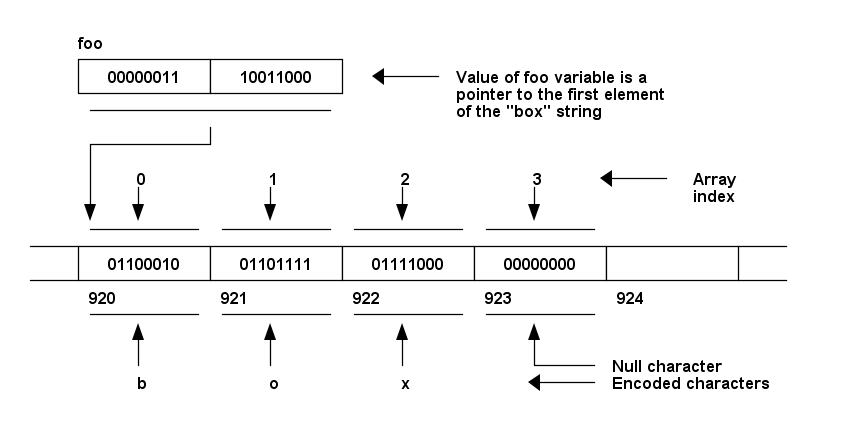 foo
00000011 10011000
Value of foo variable is a
pointer to the first element
of the "box" string
0 1 2 3
Array
index
01100010 01101111 01111000 00000000
920 921 922 923 924
Null character
b o x Encoded characters